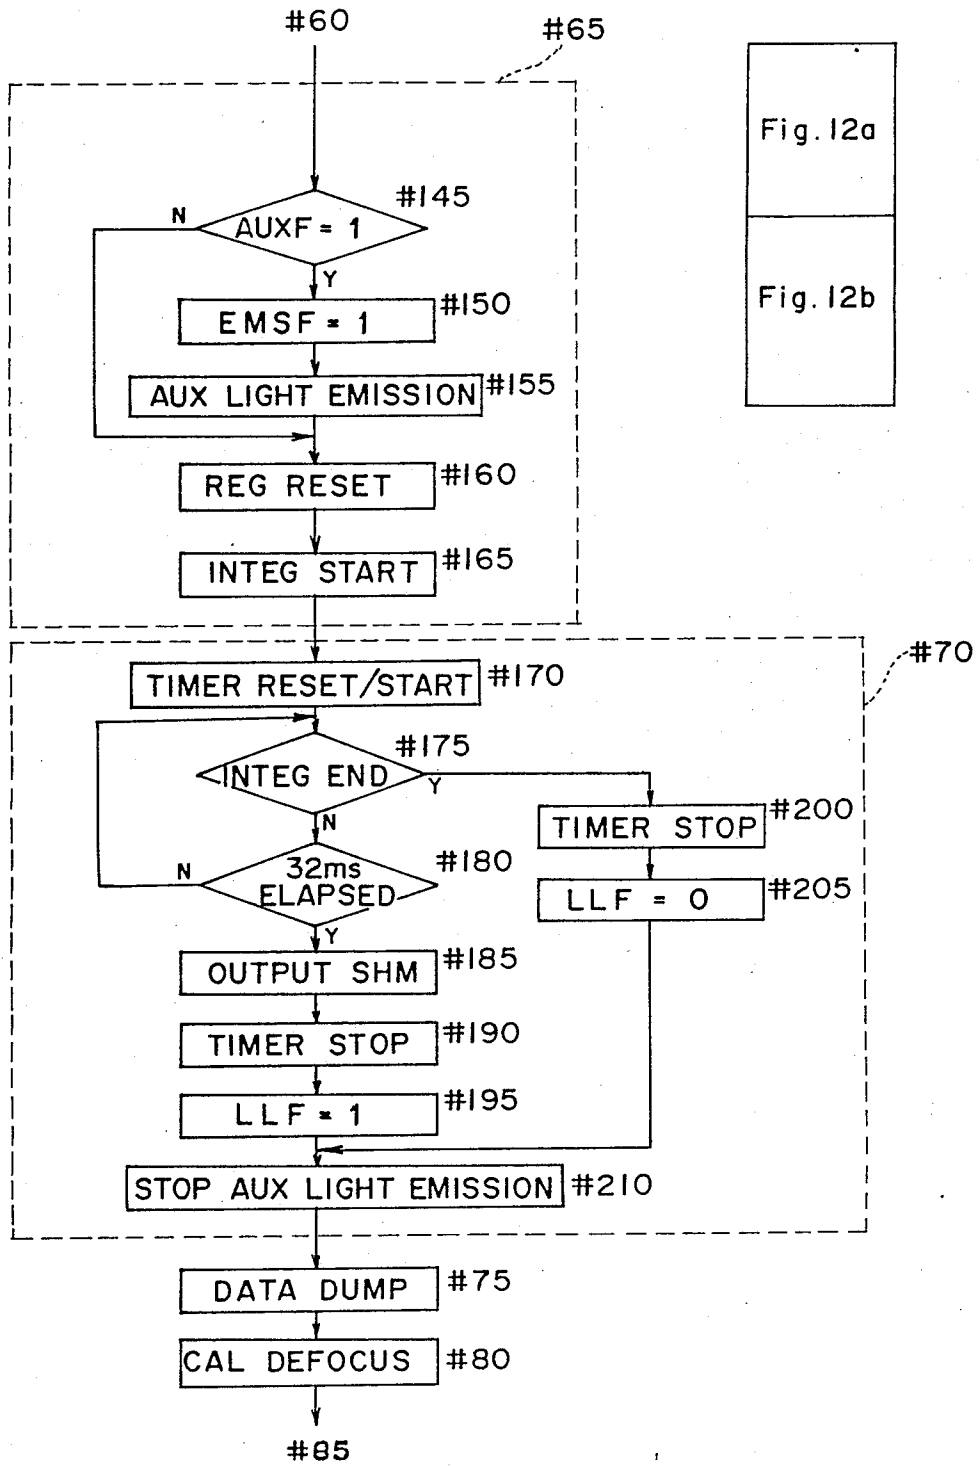 #60
#65
Fig. 12a
Fig. 12b
#145
AUXF = 1
N
Y
#150
EMSF = 1
#155
AUX LIGHT EMISSION
#160
REG RESET
#165
INTEG START
#70
#170
TIMER RESET/START
#175
INTEG END
Y
N
#200
TIMER STOP
#180
32ms
ELAPSED
N
Y
#205
LLF = 0
#185
OUTPUT SHM
#190
TIMER STOP
#195
LLF = 1
STOP AUX LIGHT EMISSION
#210
DATA DUMP
#75
CAL DEFOCUS
#80
#85